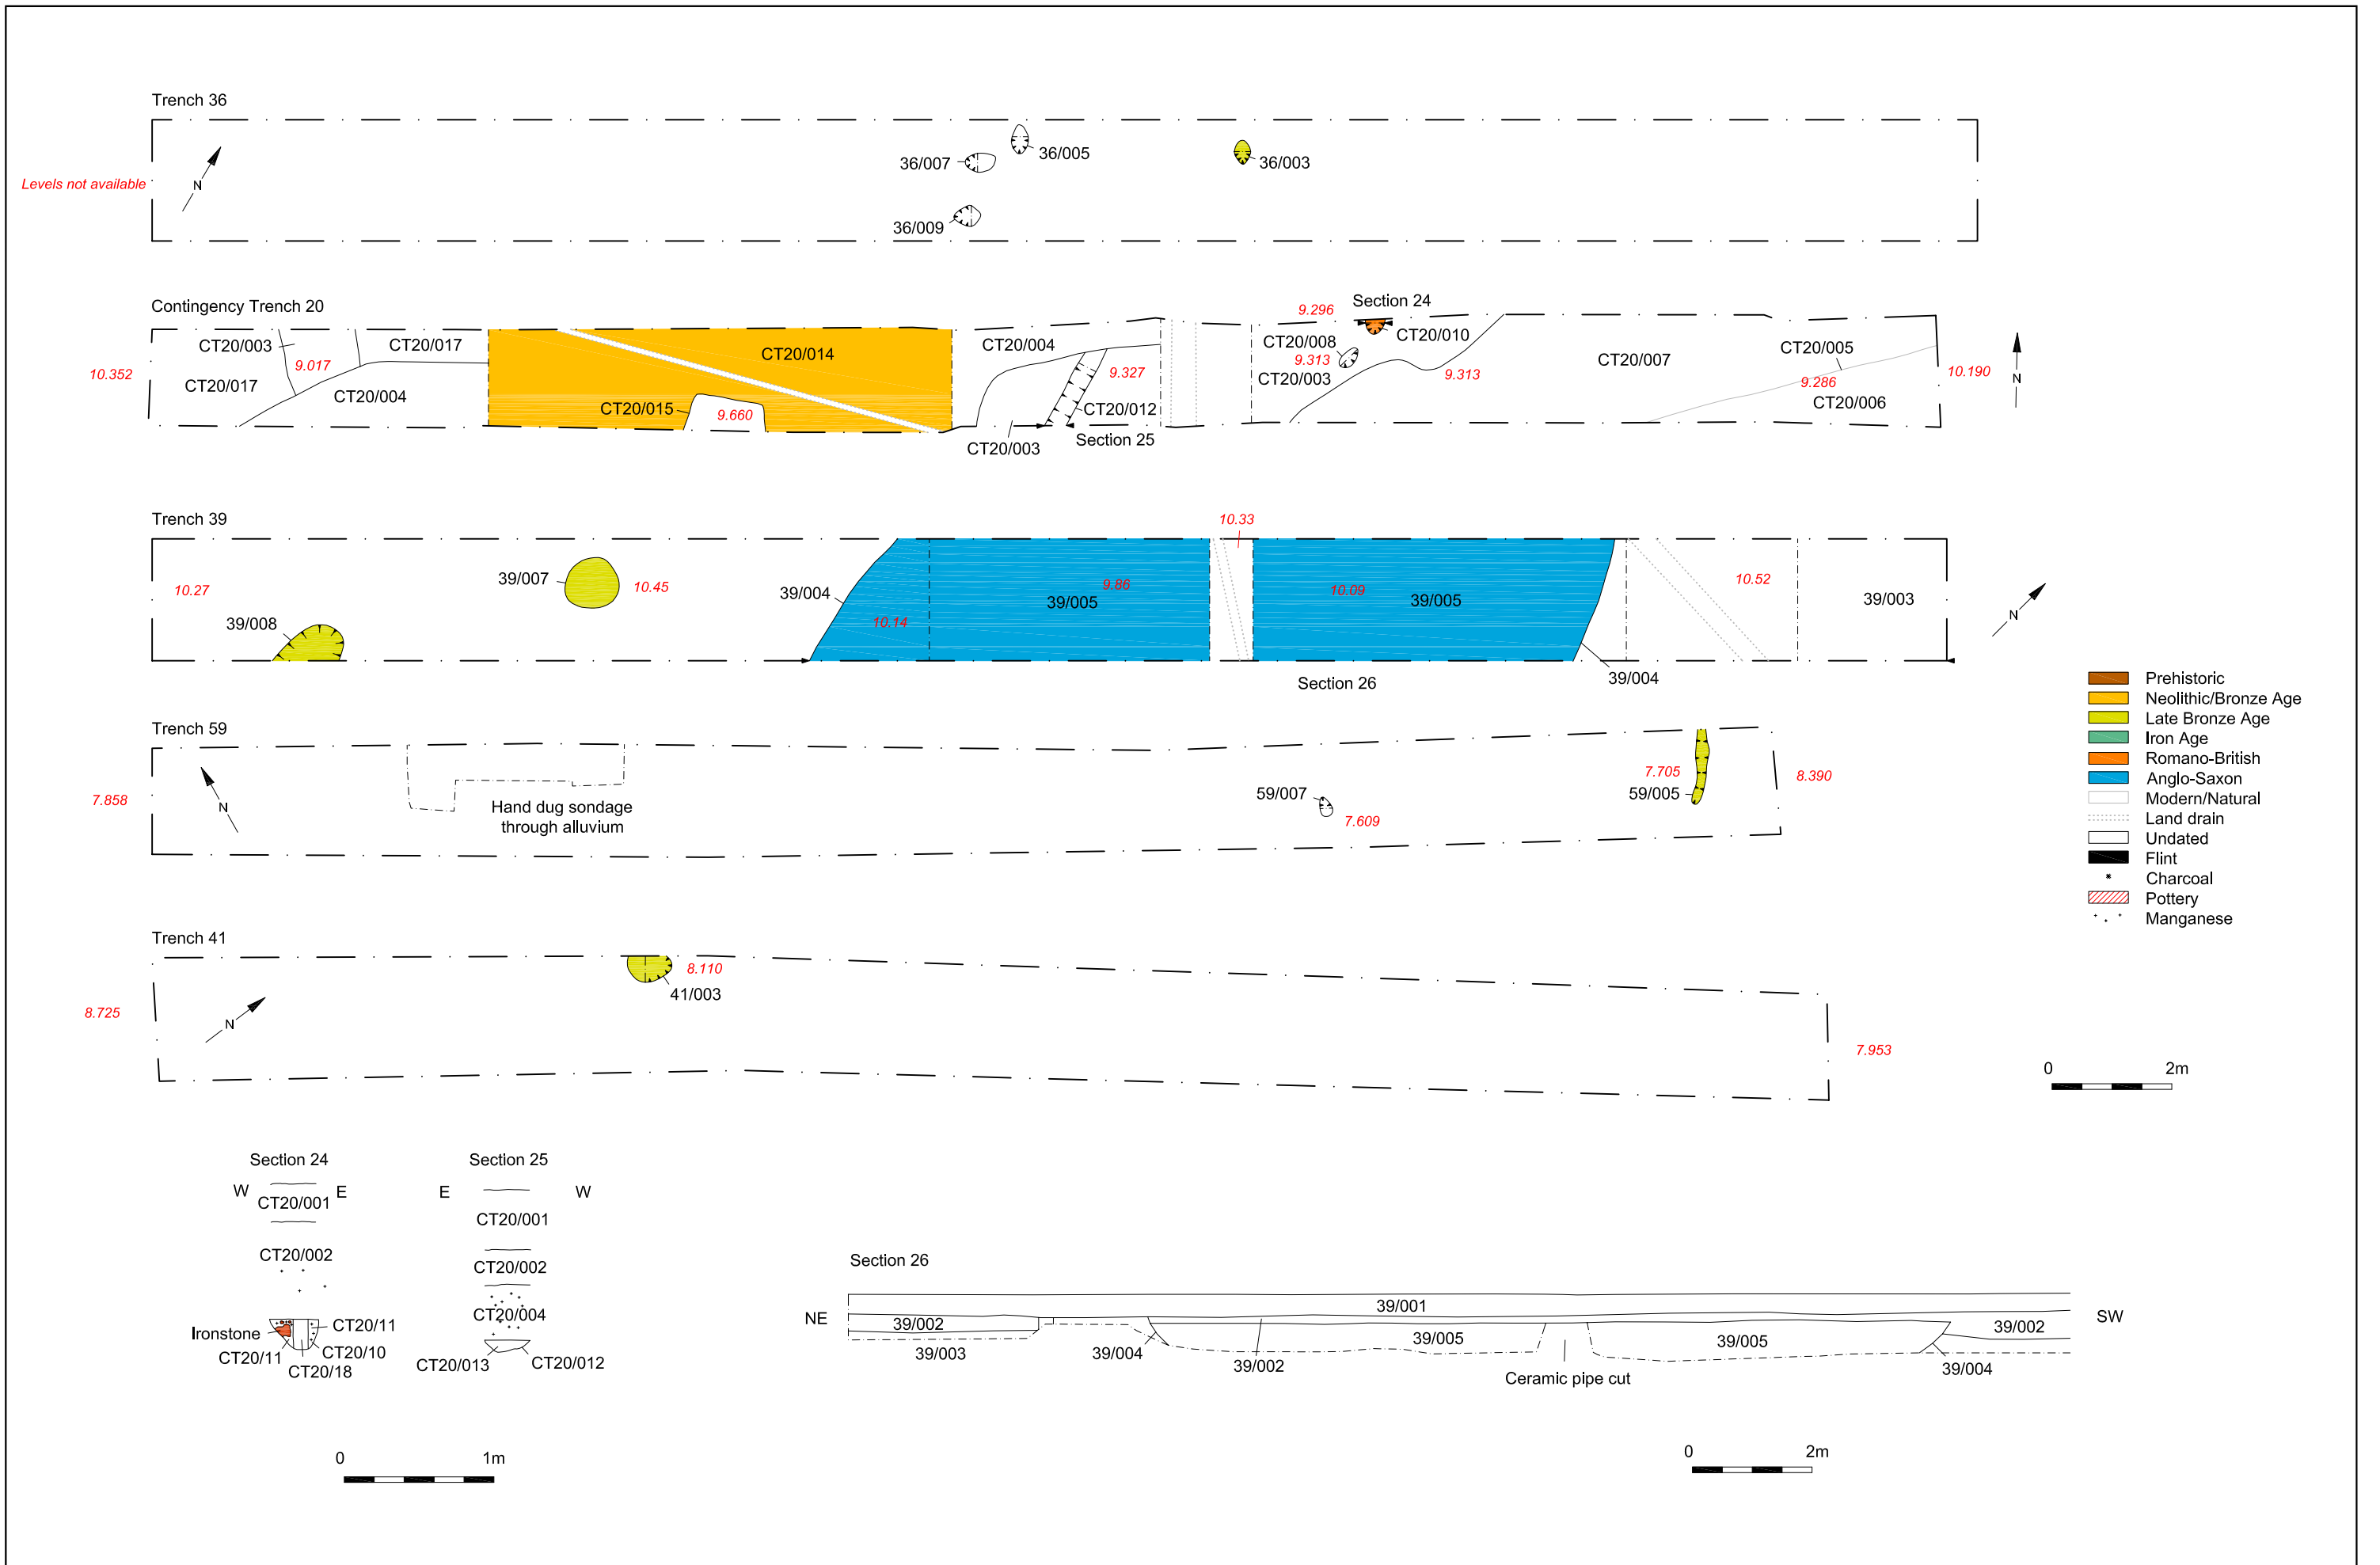 Trench 36
Levels not available
N
36/007
36/005
36/003
36/009
Contingency Trench 20
10.352
CT20/003
9.017
CT20/017
CT20/017
CT20/004
CT20/014
CT20/015
9.660
CT20/004
9.327
CT20/012
CT20/003
Section 25
9.296
Section 24
CT20/008
CT20/010
9.313
CT20/003
9.313
CT20/007
CT20/005
9.286
CT20/006
10.190
N
Trench 39
10.27
39/008
39/007
10.45
39/004
10.14
39/005
9.86
10.33
10.09
39/005
10.52
39/003
N
Section 26
39/004
Trench 59
7.858
N
Hand dug sondage
through alluvium
59/007
7.609
7.705
59/005
8.390
Trench 41
8.725
N
8.110
41/003
7.953
Prehistoric
Neolithic/Bronze Age
Late Bronze Age
Iron Age
Romano-British
Anglo-Saxon
Modern/Natural
Land drain
Undated
Flint
Charcoal
Pottery
Manganese
0 2m
Section 24
W E
CT20/001
CT20/002
Ironstone
CT20/11
CT20/11
CT20/10
CT20/18
Section 25
E W
CT20/001
CT20/002
CT20/004
CT20/013
CT20/012
0 1m
Section 26
NE
SW
39/001
39/002
39/002
39/003
39/004
39/002
39/005
39/005
39/004
Ceramic pipe cut
0 2m